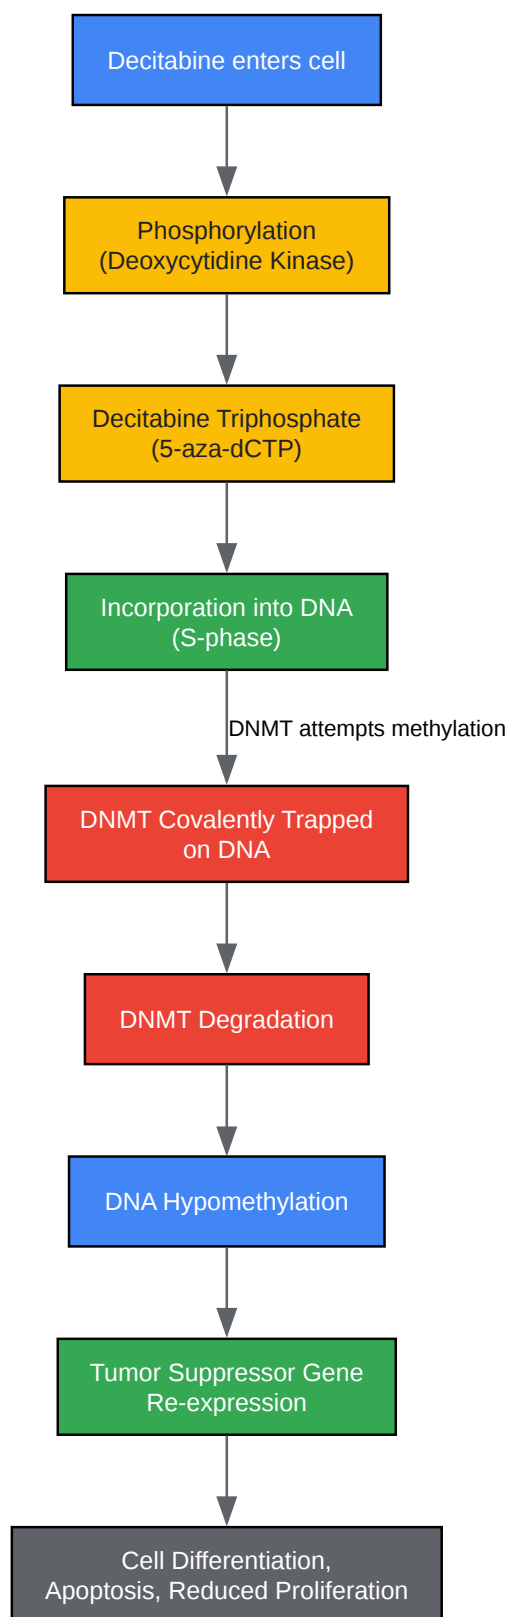 Decitabine enters cell
Phosphorylation
(Deoxycytidine Kinase)
Decitabine Triphosphate
(5-aza-dCTP)
Incorporation into DNA
(S-phase)
DNMT attempts methylation
DNMT Covalently Trapped
on DNA
DNMT Degradation
DNA Hypomethylation
Tumor Suppressor Gene
Re-expression
Cell Differentiation,
Apoptosis, Reduced Proliferation